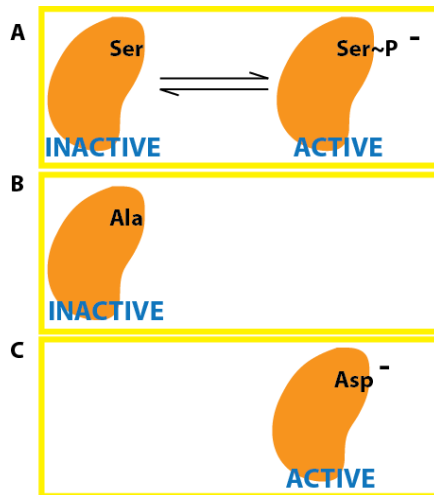 A
Ser
Ser~P -
INACTIVE
ACTIVE
B
Ala
INACTIVE
C
Asp -
ACTIVE